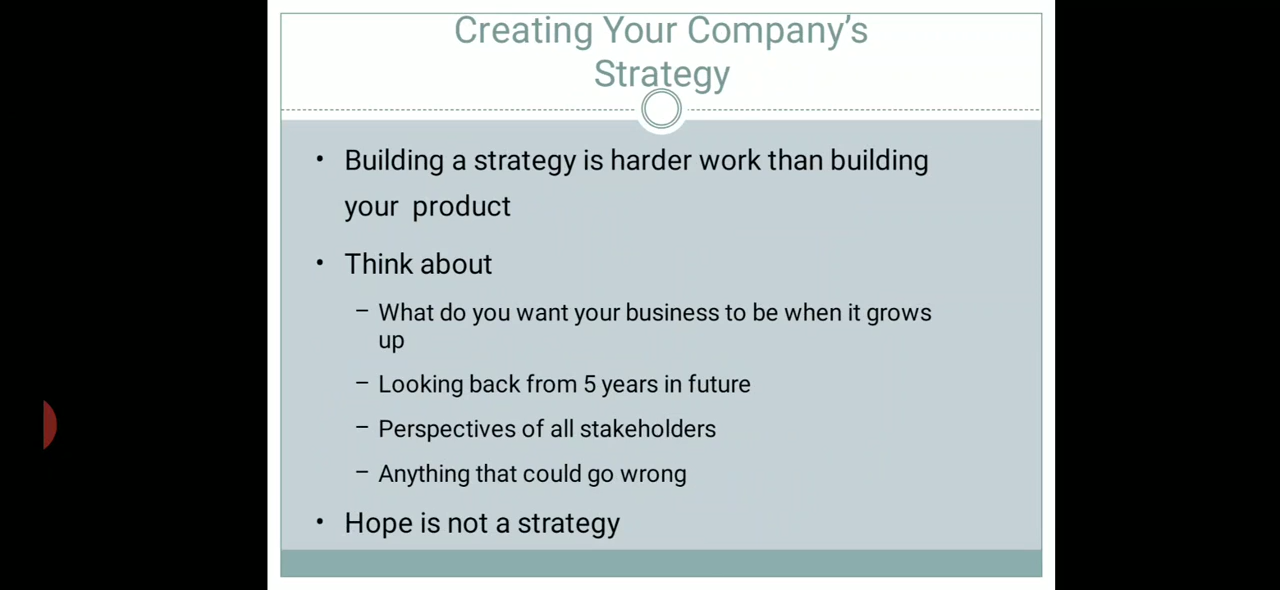 Creating Your Company’s
Strategy
• Building a strategy is harder work than building
your product
• Think about
– What do you want your business to be when it grows
up
– Looking back from 5 years in future
– Perspectives of all stakeholders
– Anything that could go wrong
• Hope is not a strategy